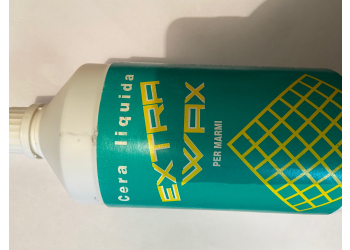 Cera liquida
EXTRA
WAX
PER MARMI